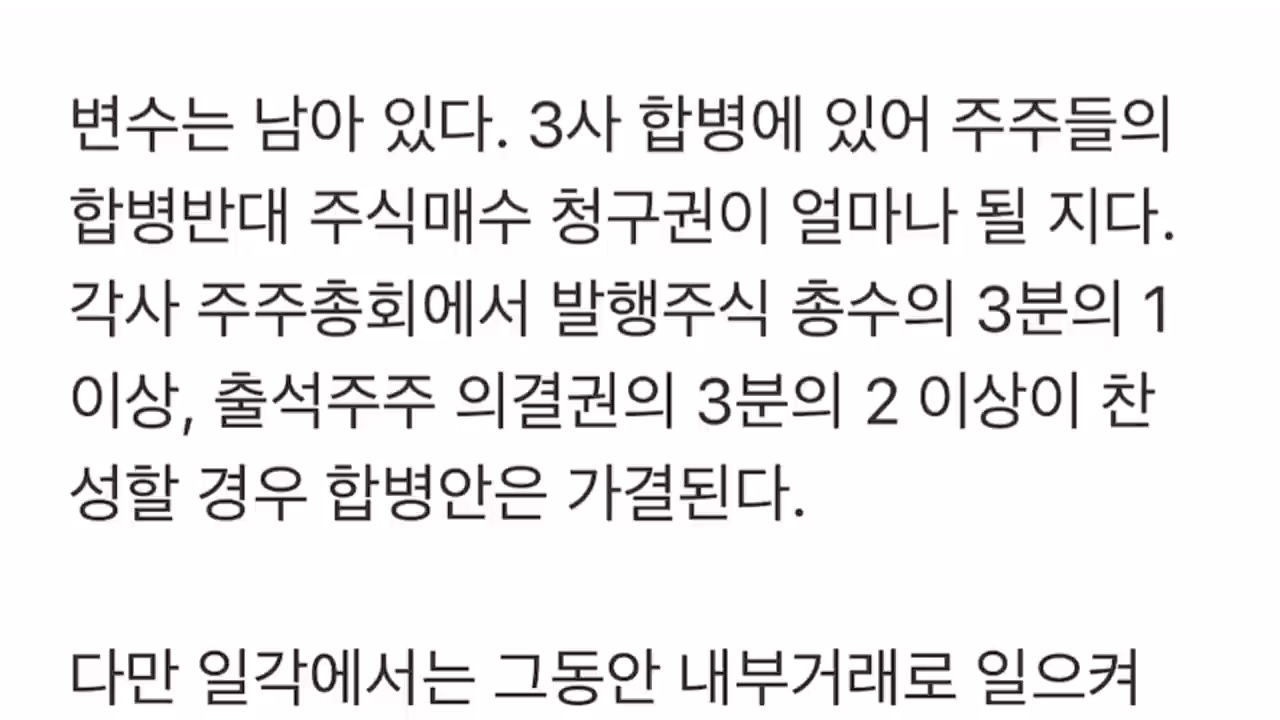 변수는 남아 있다. 3사 합병에 있어 주주들의
합병반대 주식매수 청구권이 얼마나 될 지다.
각사 주주총회에서 발행주식 총수의 3분의 1
이상, 출석주주 의결권의 3분의 2 이상이 찬
성할 경우 합병안은 가결된다.
다만 일각에서는 그동안 내부거래로 일으켜